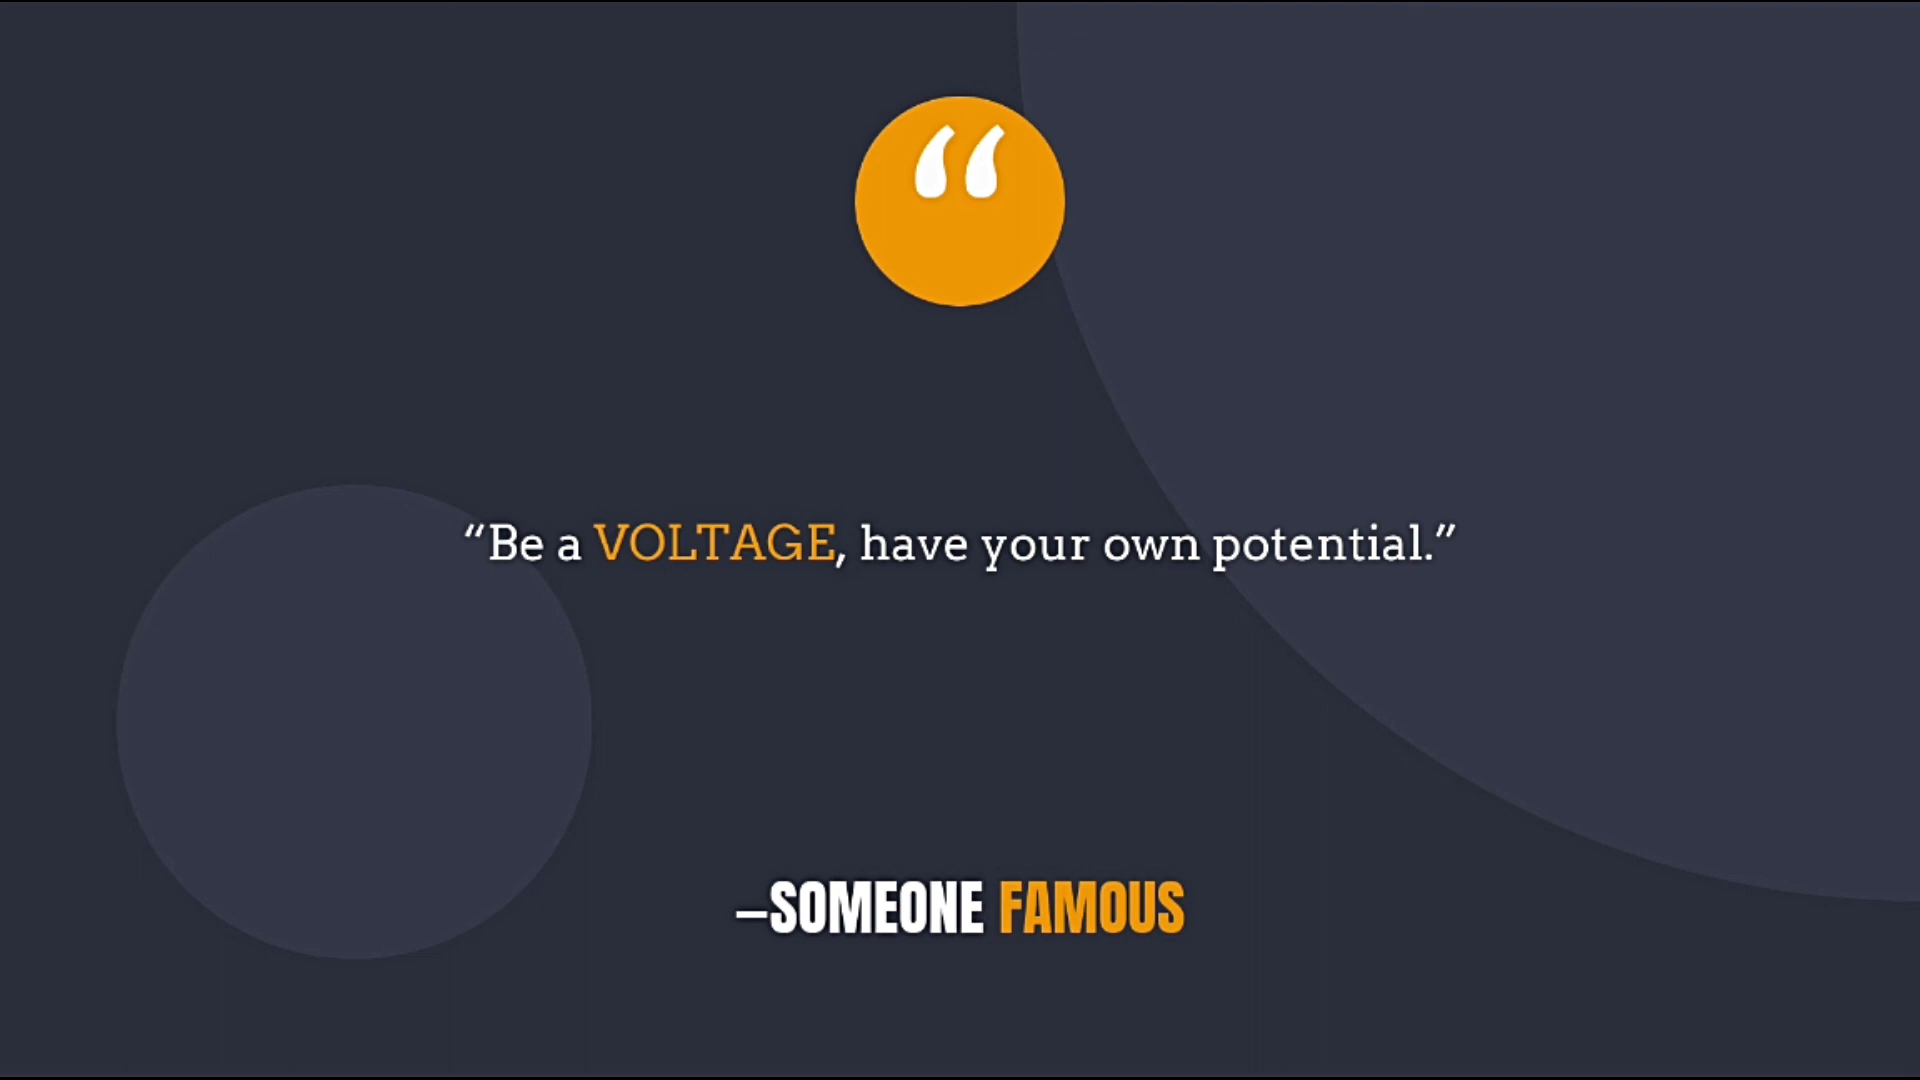 “
“Be a VOLTAGE, have your own potential.”
–SOMEONE FAMOUS